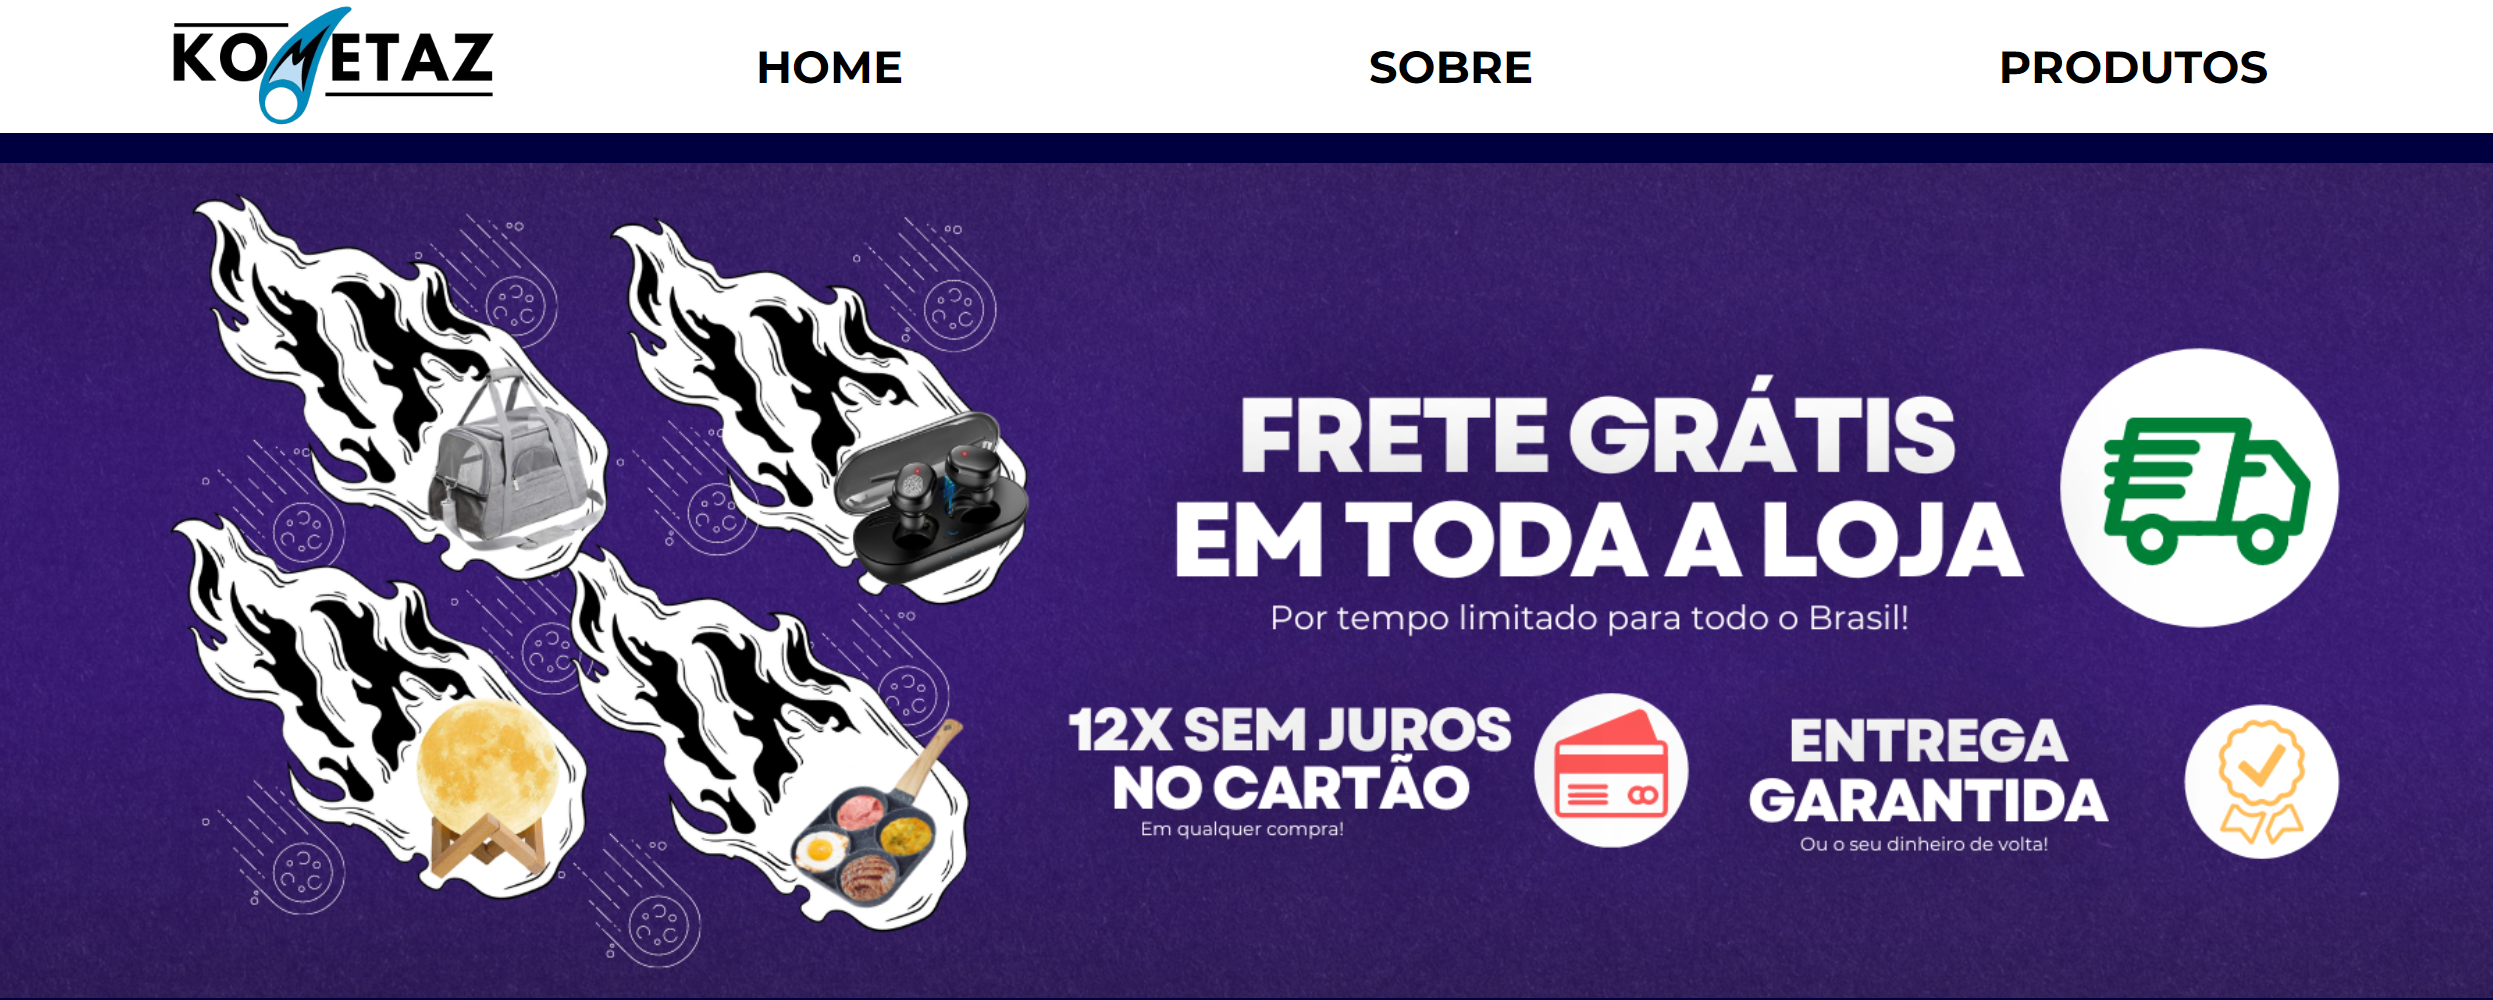 KOMETAZ
HOME
SOBRE
PRODUTOS
FRETE GRÁTIS
EM TODA A LOJA
Por tempo limitado para todo o Brasil!
12X SEM JUROS
NO CARTÃO
Em qualquer compra!
ENTREGA
GARANTIDA
Ou o seu dinheiro de volta!